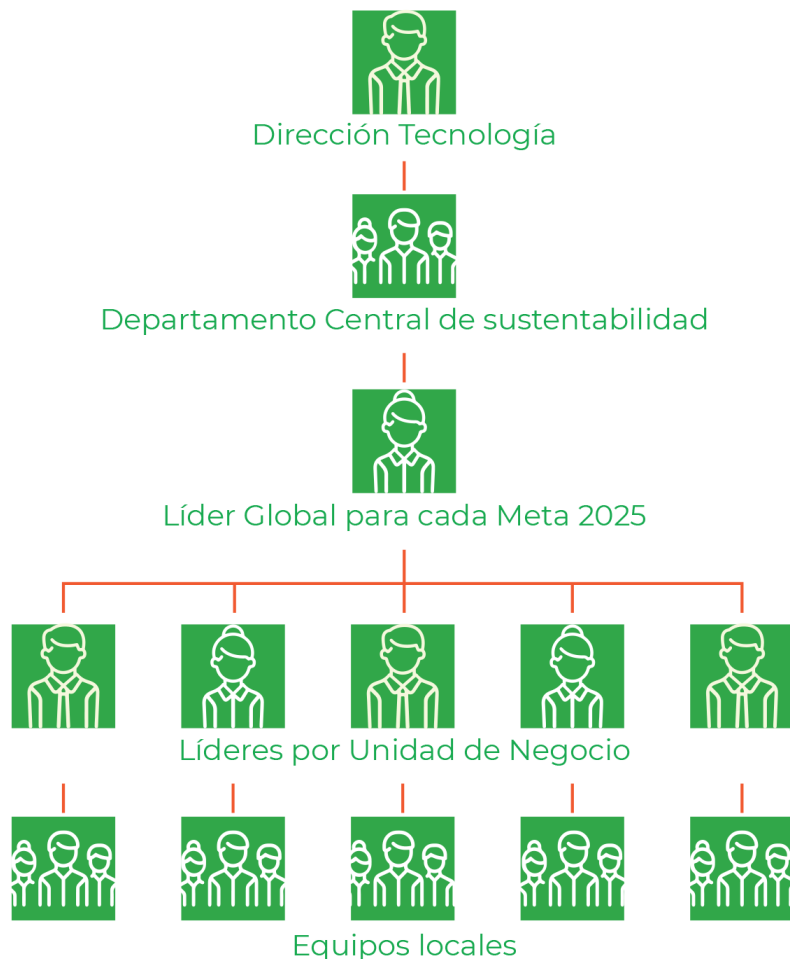 Dirección Tecnología
Departamento Central de sustentabilidad
Líder Global para cada Meta 2025
Líderes por Unidad de Negocio
Equipos locales